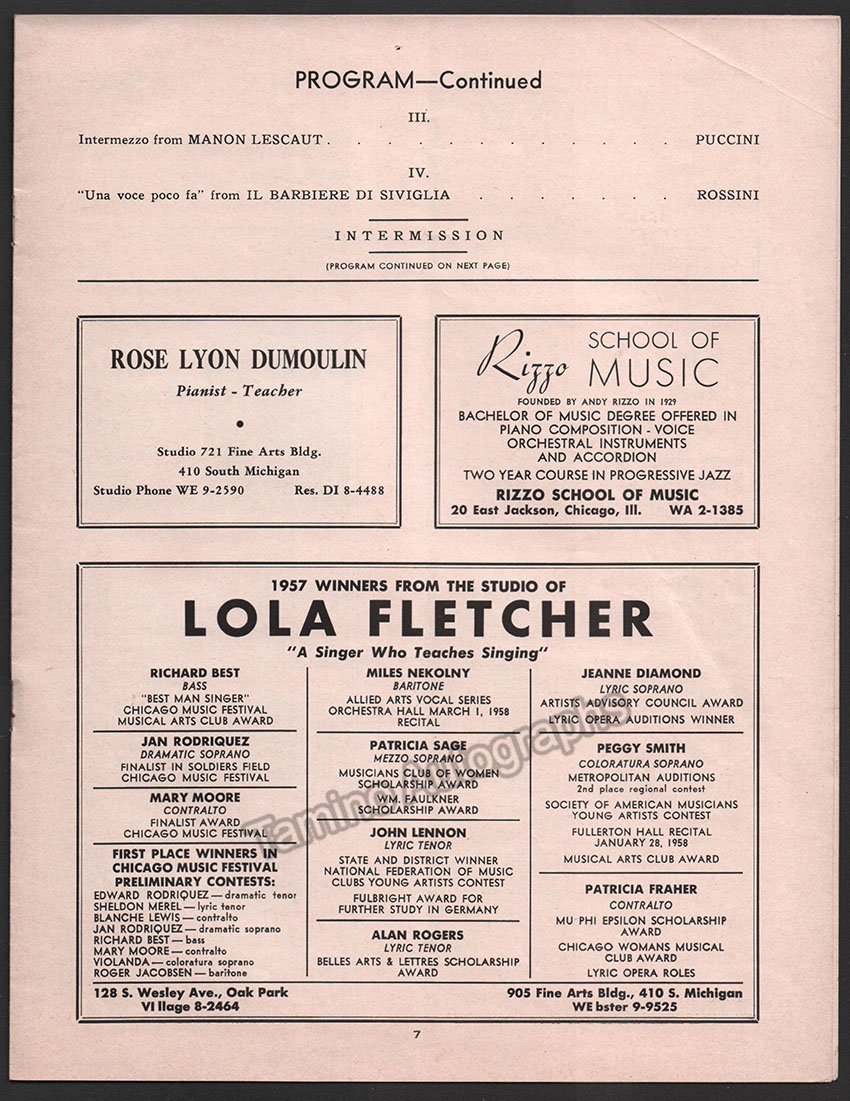 PROGRAM—Continued
III.
Intermezzo from MANON LESCAUT . . . . . . . . . . . . PUCCINI
IV.
"Una voce poco fa" from IL BARBIERE DI SIVIGLIA . . . . . . . ROSSINI
INTERMISSION
(PROGRAM CONTINUED ON NEXT PAGE)
ROSE LYON DUMOULIN
Pianist - Teacher
•
Studio 721 Fine Arts Bldg.
410 South Michigan
Studio Phone WE 9-2590 Res. DI 8-4488
Rizzo SCHOOL OF
MUSIC
FOUNDED BY ANDY RIZZO IN 1929
BACHELOR OF MUSIC DEGREE OFFERED IN
PIANO COMPOSITION - VOICE
ORCHESTRAL INSTRUMENTS
AND ACCORDION
TWO YEAR COURSE IN PROGRESSIVE JAZZ
RIZZO SCHOOL OF MUSIC
20 East Jackson, Chicago, Ill. WA 2-1385
1957 WINNERS FROM THE STUDIO OF
LOLA FLETCHER
"A Singer Who Teaches Singing"
RICHARD BEST
BASS
"BEST MAN SINGER"
CHICAGO MUSIC FESTIVAL
MUSICAL ARTS CLUB AWARD
JAN RODRIQUEZ
DRAMATIC SOPRANO
FINALIST IN SOLDIERS FIELD
CHICAGO MUSIC FESTIVAL
MARY MOORE
CONTRALTO
FINALIST AWARD
CHICAGO MUSIC FESTIVAL
FIRST PLACE WINNERS IN
CHICAGO MUSIC FESTIVAL
PRELIMINARY CONTESTS:
EDWARD RODRIQUEZ—dramatic tenor
SHELDON MEREL—lyric tenor
BLANCHE LEWIS—contralto
JAN RODRIQUEZ—dramatic soprano
RICHARD BEST—bass
MARY MOORE—contralto
VIOLANDA—coloratura soprano
ROGER JACOBSEN—baritone
MILES NEKOLNY
BARITONE
ALLIED ARTS VOCAL SERIES
ORCHESTRA HALL MARCH 1, 1958
RECITAL
PATRICIA SAGE
MEZZO SOPRANO
MUSICIANS CLUB OF WOMEN
SCHOLARSHIP AWARD
WM. FAULKNER
SCHOLARSHIP AWARD
JOHN LENNON
LYRIC TENOR
STATE AND DISTRICT WINNER
NATIONAL FEDERATION OF MUSIC
CLUBS YOUNG ARTISTS CONTEST
FULBRIGHT AWARD FOR
FURTHER STUDY IN GERMANY
ALAN ROGERS
LYRIC TENOR
BELLES ARTS & LETTRES SCHOLARSHIP
AWARD
JEANNE DIAMOND
LYRIC SOPRANO
ARTISTS ADVISORY COUNCIL AWARD
LYRIC OPERA AUDITIONS WINNER
PEGGY SMITH
COLORATURA SOPRANO
METROPOLITAN AUDITIONS
2nd place regional contest
SOCIETY OF AMERICAN MUSICIANS
YOUNG ARTISTS CONTEST
FULLERTON HALL RECITAL
JANUARY 28, 1958
MUSICAL ARTS CLUB AWARD
PATRICIA FRAHER
CONTRALTO
MU PHI EPSILON SCHOLARSHIP
AWARD
CHICAGO WOMANS MUSICAL
CLUB AWARD
LYRIC OPERA ROLES
128 S. Wesley Ave., Oak Park
VI llage 8-2464
905 Fine Arts Bldg., 410 S. Michigan
WE bster 9-9525
Tamino Autographs
7